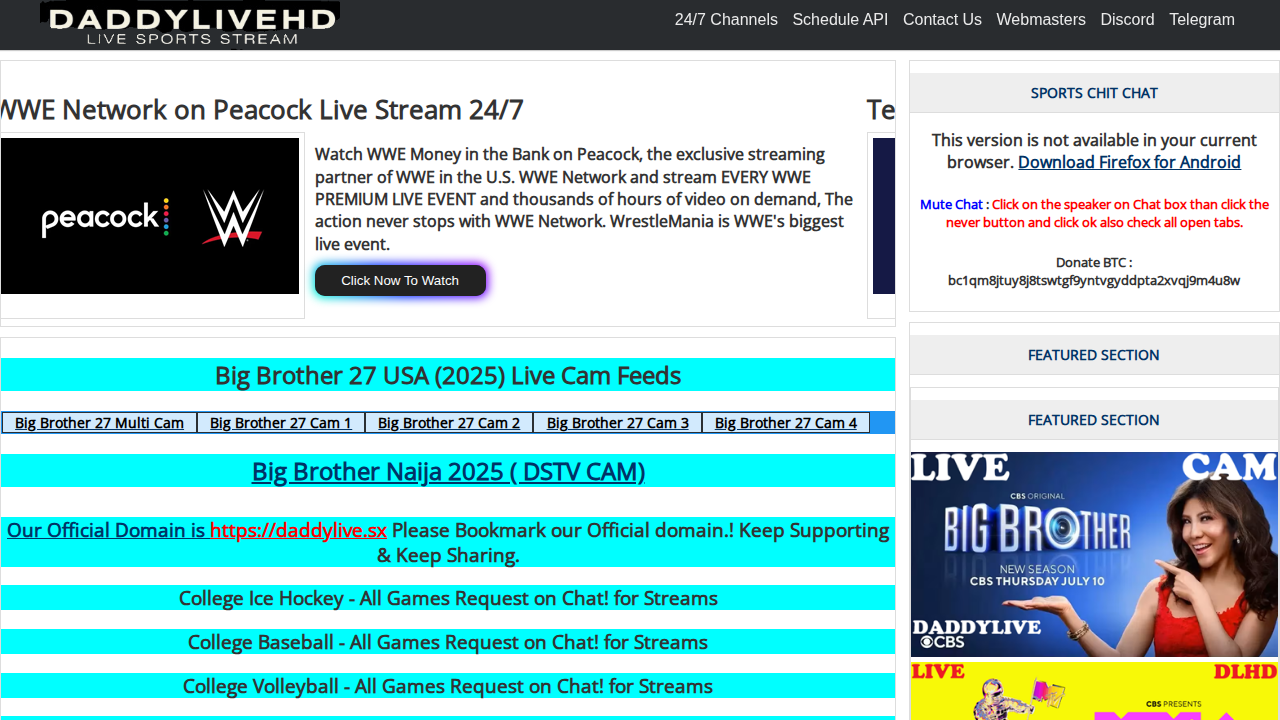 DADDYLIVEHD
LIVE SPORTS STREAM
24/7 Channels Schedule API Contact Us Webmasters Discord Telegram
WWE Network on Peacock Live Stream 24/7
Te
peacock
W
Watch WWE Money in the Bank on Peacock, the exclusive streaming
partner of WWE in the U.S. WWE Network and stream EVERY WWE
PREMIUM LIVE EVENT and thousands of hours of video on demand, The
action never stops with WWE Network. WrestleMania is WWE's biggest
live event.
Click Now To Watch
Big Brother 27 USA (2025) Live Cam Feeds
Big Brother 27 Multi Cam Big Brother 27 Cam 1 Big Brother 27 Cam 2 Big Brother 27 Cam 3 Big Brother 27 Cam 4
Big Brother Naija 2025 ( DSTV CAM)
Our Official Domain is https://daddylive.sx Please Bookmark our Official domain.! Keep Supporting
& Keep Sharing.
College Ice Hockey - All Games Request on Chat! for Streams
College Baseball - All Games Request on Chat! for Streams
College Volleyball - All Games Request on Chat! for Streams
SPORTS CHIT CHAT
This version is not available in your current
browser. Download Firefox for Android
Mute Chat : Click on the speaker on Chat box than click the
never button and click ok also check all open tabs.
Donate BTC :
bc1qm8jtuy8j8tswtgf9yntvgyddpta2xvqj9m4u8w
FEATURED SECTION
FEATURED SECTION
LIVE CAM
CBS ORIGINAL
BIG BROTHER
NEW SEASON
CBS THURSDAY JULY 10
DADDYLIVE
CBS
LIVE DLHD
CBS PRESENTS